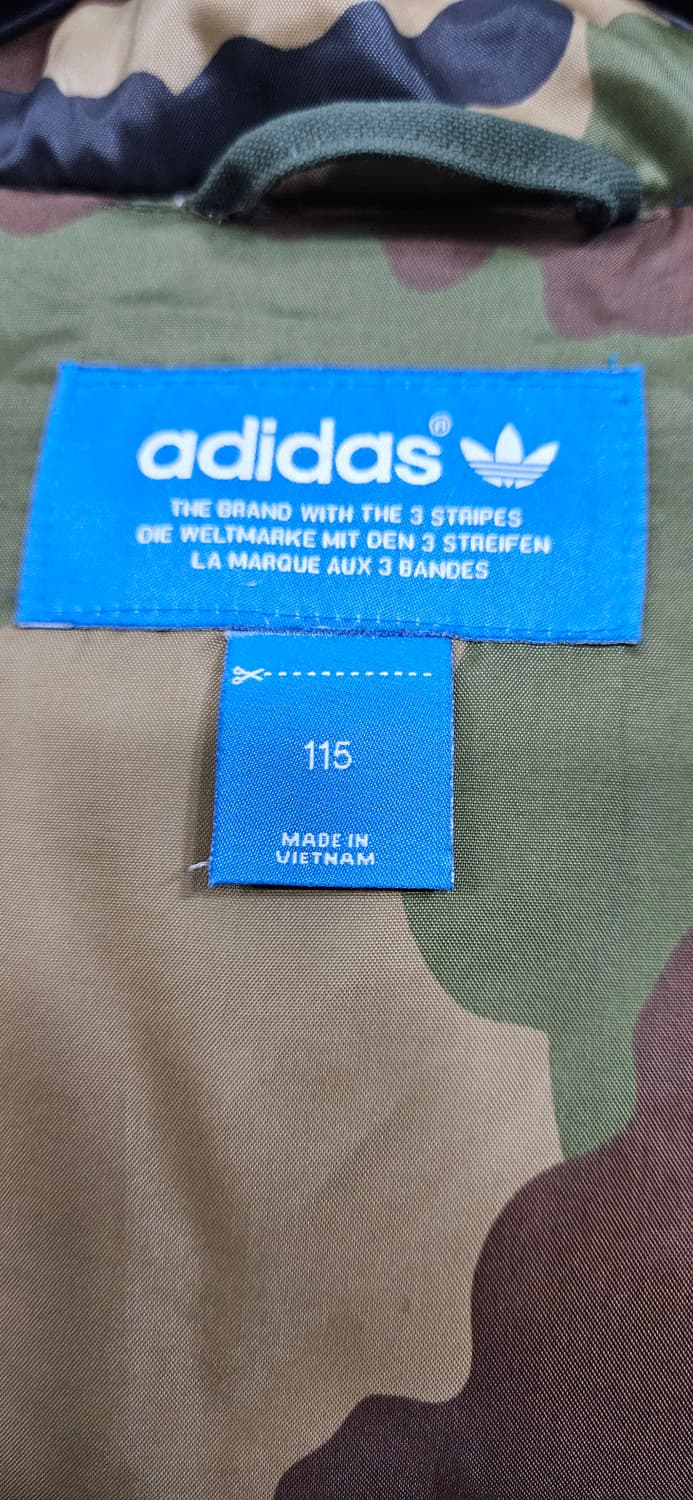 adidas®
THE BRAND WITH THE 3 STRIPES
DIE WELTMARKE MIT DEN 3 STREIFEN
LA MARQUE AUX 3 BANDES
115
MADE IN
VIETNAM